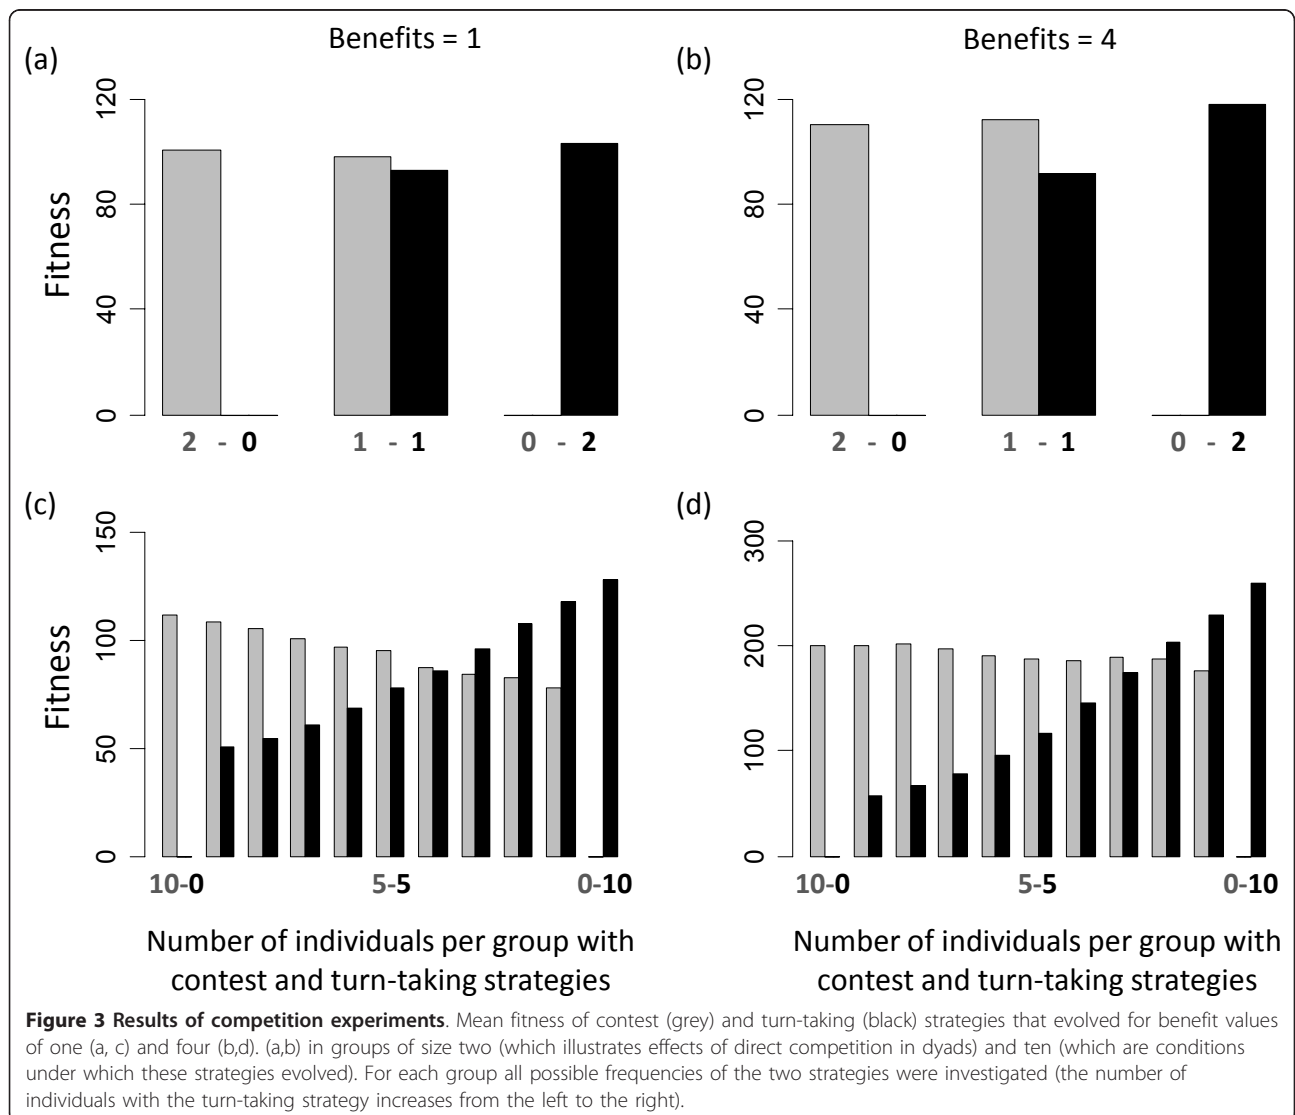 (a)
Benefits = 1
(b)
Benefits = 4
Fitness
120
80
40
0
2 - 0
1 - 1
0 - 2
120
80
40
0
2 - 0
1 - 1
0 - 2
(c)
(d)
Fitness
150
100
50
0
10-0
5-5
0-10
300
200
100
0
10-0
5-5
0-10
Number of individuals per group with
contest and turn-taking strategies
Number of individuals per group with
contest and turn-taking strategies
Figure 3 Results of competition experiments. Mean fitness of contest (grey) and turn-taking (black) strategies that evolved for benefit values
of one (a, c) and four (b,d). (a,b) in groups of size two (which illustrates effects of direct competition in dyads) and ten (which are conditions
under which these strategies evolved). For each group all possible frequencies of the two strategies were investigated (the number of
individuals with the turn-taking strategy increases from the left to the right).